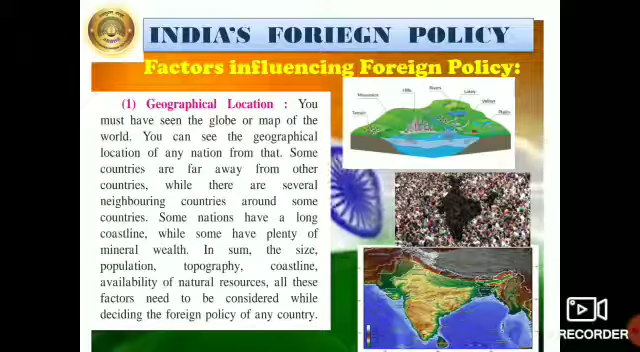 INDIA'S FORIEGN POLICY
Factors influencing Foreign Policy:
(1) Geographical Location : You
must have seen the globe or map of the
world. You can see the geographical
location of any nation from that. Some
countries are far away from other
countries, while there are several
neighbouring countries around some
countries. Some nations have a long
coastline, while some have plenty of
mineral wealth. In sum, the size,
population, topography, coastline,
availability of natural resources, all these
factors need to be considered while
deciding the foreign policy of any country.
Mountains
Hills
Rivers
Lakes
Valleys
Plains
Terrain
RECORDER